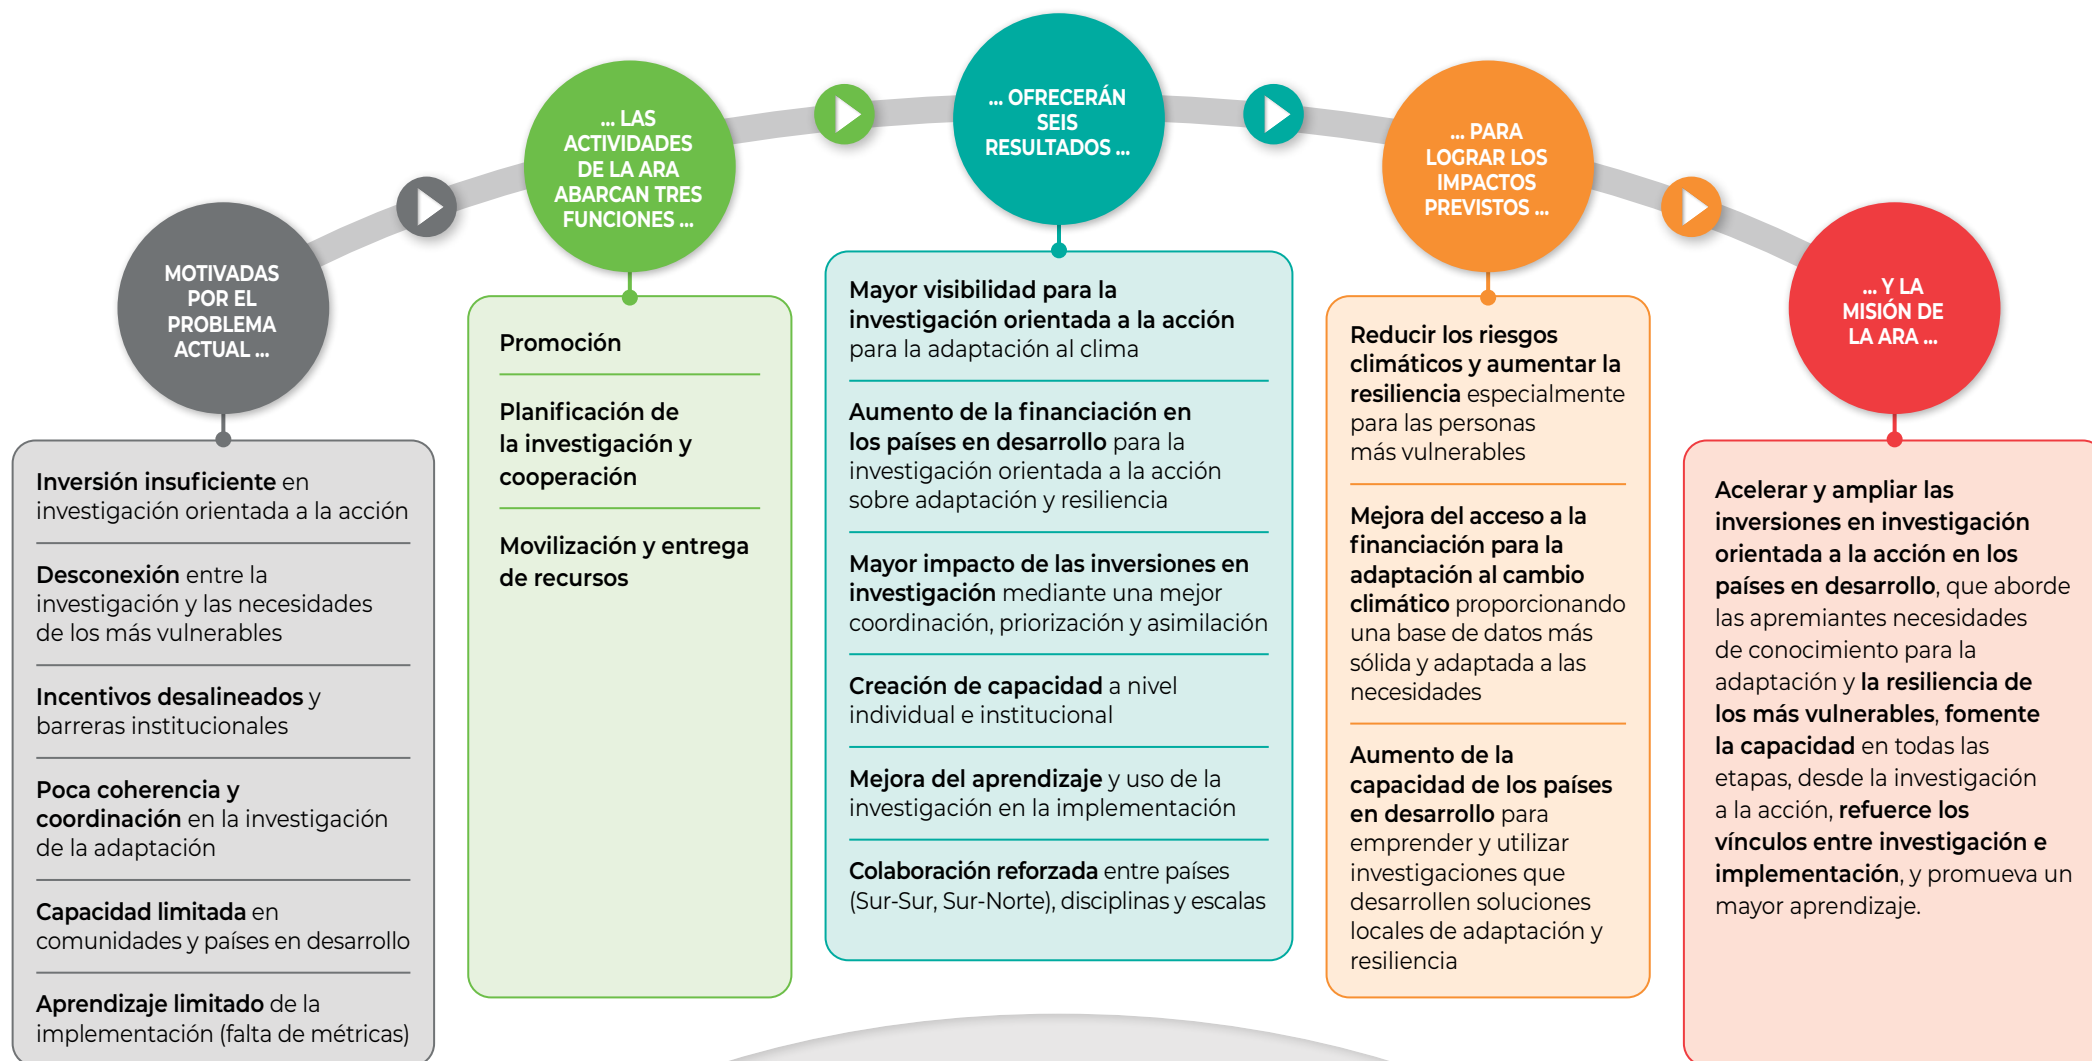 MOTIVADAS
POR EL
PROBLEMA
ACTUAL ...
Inversión insuficiente en
investigación orientada a la acción
Desconexión entre la
investigación y las necesidades
de los más vulnerables
Incentivos desalineados y
barreras institucionales
Poca coherencia y
coordinación en la investigación
de la adaptación
Capacidad limitada en
comunidades y países en desarrollo
Aprendizaje limitado de la
implementación (falta de métricas)
... LAS
ACTIVIDADES
DE LA ARA
ABARCAN TRES
FUNCIONES ...
Promoción
Planificación de
la investigación y
cooperación
Movilización y entrega
de recursos
... OFRECERÁN
SEIS
RESULTADOS ...
Mayor visibilidad para la
investigación orientada a la acción
para la adaptación al clima
Aumento de la financiación en
los países en desarrollo para la
investigación orientada a la acción
sobre adaptación y resiliencia
Mayor impacto de las inversiones en
investigación mediante una mejor
coordinación, priorización y asimilación
Creación de capacidad a nivel
individual e institucional
Mejora del aprendizaje y uso de la
investigación en la implementación
Colaboración reforzada entre países
(Sur-Sur, Sur-Norte), disciplinas y escalas
... PARA
LOGRAR LOS
IMPACTOS
PREVISTOS ...
Reducir los riesgos
climáticos y aumentar la
resiliencia especialmente
para las personas
más vulnerables
Mejora del acceso a la
financiación para la
adaptación al cambio
climático proporcionando
una base de datos más
sólida y adaptada a las
necesidades
Aumento de la
capacidad de los países
en desarrollo para
emprender y utilizar
investigaciones que
desarrollen soluciones
locales de adaptación y
resiliencia
... Y LA
MISIÓN DE
LA ARA ...
Acelerar y ampliar las
inversiones en investigación
orientada a la acción en los
países en desarrollo, que aborde
las apremiantes necesidades
de conocimiento para la
adaptación y la resiliencia de
los más vulnerables, fomente
la capacidad en todas las
etapas, desde la investigación
a la acción, refuerce los
vínculos entre investigación e
implementación, y promueva un
mayor aprendizaje.